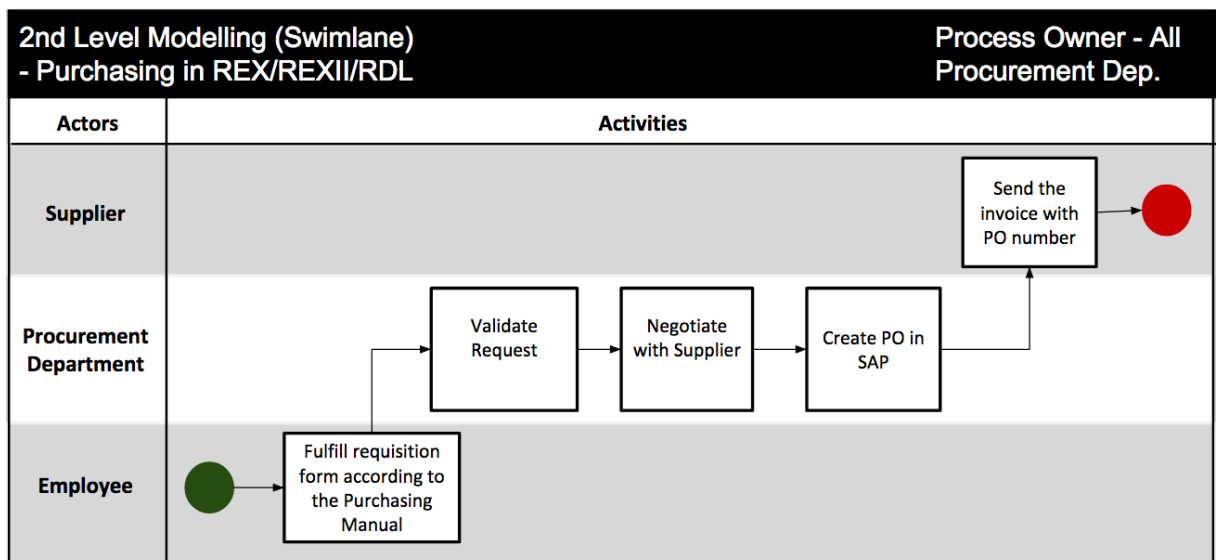 2nd Level Modelling (Swimlane)
- Purchasing in REX/REXII/RDL
Process Owner - All
Procurement Dep.
Actors
Activities
Supplier
Send the
invoice with
PO number
Procurement
Department
Validate
Request
Negotiate
with Supplier
Create PO in
SAP
Employee
Fulfill requisition
form according to
the Purchasing
Manual